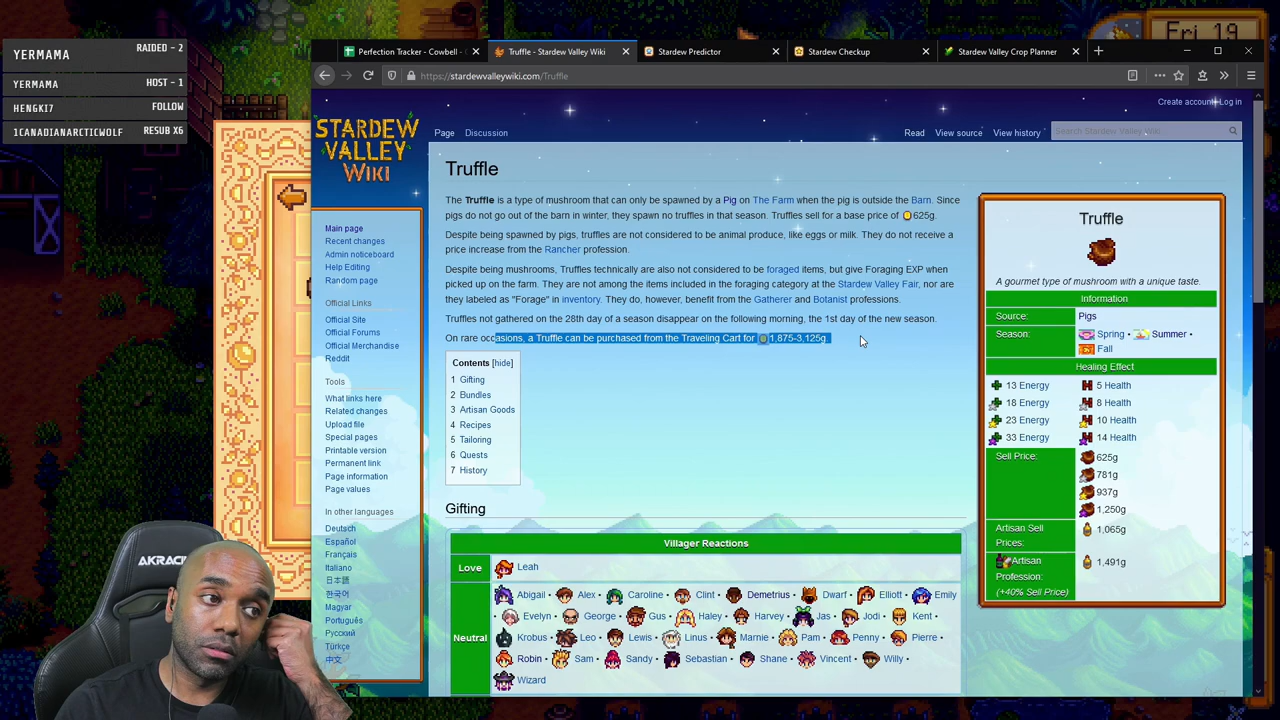 YERMAMA RAIDED - 2
YERMAMA HOST - 1
HENGKI7 FOLLOW
ICANADIANARCTICWOLF RESUB X6
AKRACING
Fri 19
Perfection Tracker - Cowbell -
Truffle - Stardew Valley Wiki
Stardew Predictor
Stardew Checkup
Stardew Valley Crop Planner
https://stardewvalleywiki.com/Truffle
STARDEW
VALLEY
WIKI
Create account Log in
Page Discussion
Read View source View history
Search Stardew Valley Wiki
Main page
Recent changes
Admin noticeboard
Help Editing
Random page
Official Links
Official Site
Official Forums
Official Merchandise
Reddit
Tools
What links here
Related changes
Upload file
Special pages
Printable version
Permanent link
Page information
Page values
In other languages
Deutsch
Español
Français
Italiano
日本語
한국어
Magyar
Português
Русский
Türkçe
中文
Truffle
The Truffle is a type of mushroom that can only be spawned by a Pig on The Farm when the pig is outside the Barn. Since
pigs do not go out of the barn in winter, they spawn no truffles in that season. Truffles sell for a base price of 625g.
Despite being spawned by pigs, truffles are not considered to be animal produce, like eggs or milk. They do not receive a
price increase from the Rancher profession.
Despite being mushrooms, Truffles technically are also not considered to be foraged items, but give Foraging EXP when
picked up on the farm. They are not among the items included in the foraging category at the Stardew Valley Fair, nor are
they labeled as "Forage" in inventory. They do, however, benefit from the Gatherer and Botanist professions.
Truffles not gathered on the 28th day of a season disappear on the following morning, the 1st day of the new season.
On rare occasions, a Truffle can be purchased from the Traveling Cart for 1,875–3,125g.
Contents [hide]
1 Gifting
2 Bundles
3 Artisan Goods
4 Recipes
5 Tailoring
6 Quests
7 History
Gifting
Villager Reactions
Love Leah
Neutral
Abigail • Alex • Caroline • Clint • Demetrius • Dwarf • Elliott • Emily
• Evelyn • George • Gus • Haley • Harvey • Jas • Jodi • Kent •
Krobus • Leo • Lewis • Linus • Marnie • Pam • Penny • Pierre •
Robin • Sam • Sandy • Sebastian • Shane • Vincent • Willy •
Wizard
Truffle
A gourmet type of mushroom with a unique taste.
Information
Source: Pigs
Season: Spring • Summer •
Fall
Healing Effect
13 Energy 5 Health
18 Energy 8 Health
23 Energy 10 Health
33 Energy 14 Health
Sell Price: 625g
781g
937g
1,250g
Artisan Sell
Prices: 1,065g
Artisan
Profession: 1,491g
(+40% Sell Price)